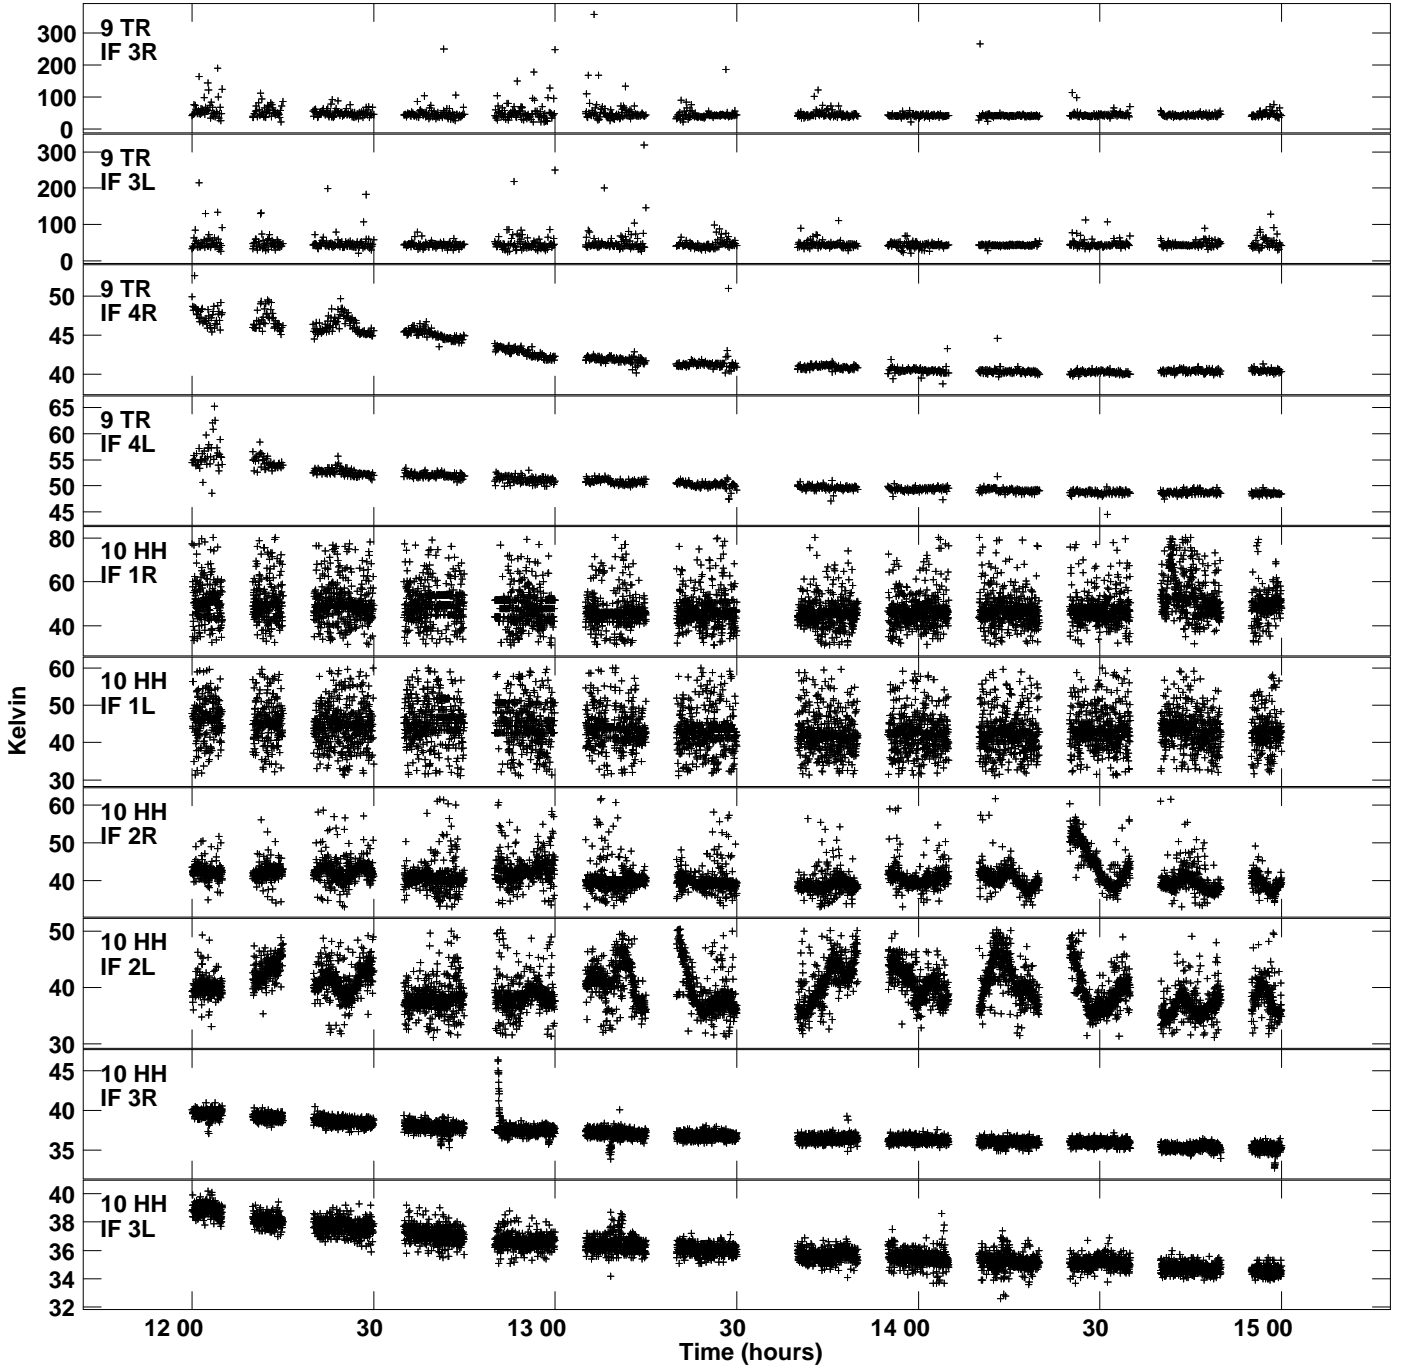 9 TR
IF 3R
300
200
100
0
9 TR
IF 3L
300
200
100
0
9 TR
IF 4R
50
45
40
9 TR
IF 4L
65
60
55
50
45
10 HH
IF 1R
80
60
40
10 HH
IF 1L
60
50
40
30
10 HH
IF 2R
60
50
40
10 HH
IF 2L
50
40
30
10 HH
IF 3R
45
40
35
10 HH
IF 3L
40
38
36
34
32
Kelvin
12 00 30 13 00 30 14 00 30 15 00
Time (hours)